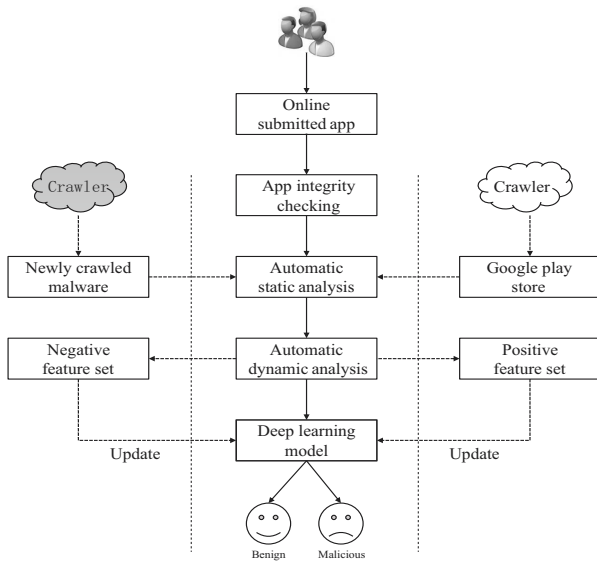 Online
submitted app
Crawler
App integrity
checking
Crawler
Newly crawled
malware
Automatic
static analysis
Google play
store
Negative
feature set
Automatic
dynamic analysis
Positive
feature set
Update
Deep learning
model
Update
Benign
Malicious